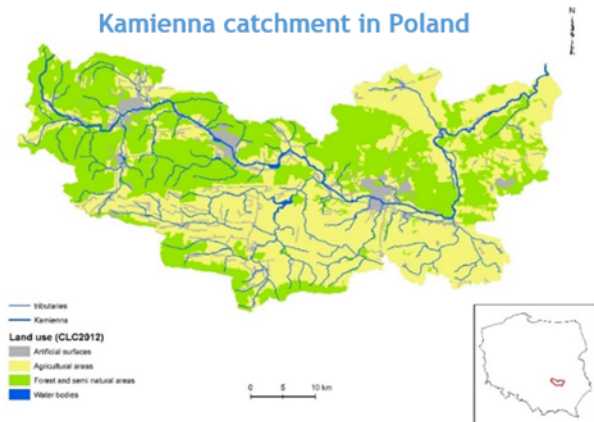 Kamienna catchment in Poland
N
tributaries
Kamienna
Land use (CLC2012)
Artificial surfaces
Agricultural areas
Forest and semi natural areas
Water bodies
0 5 10 km